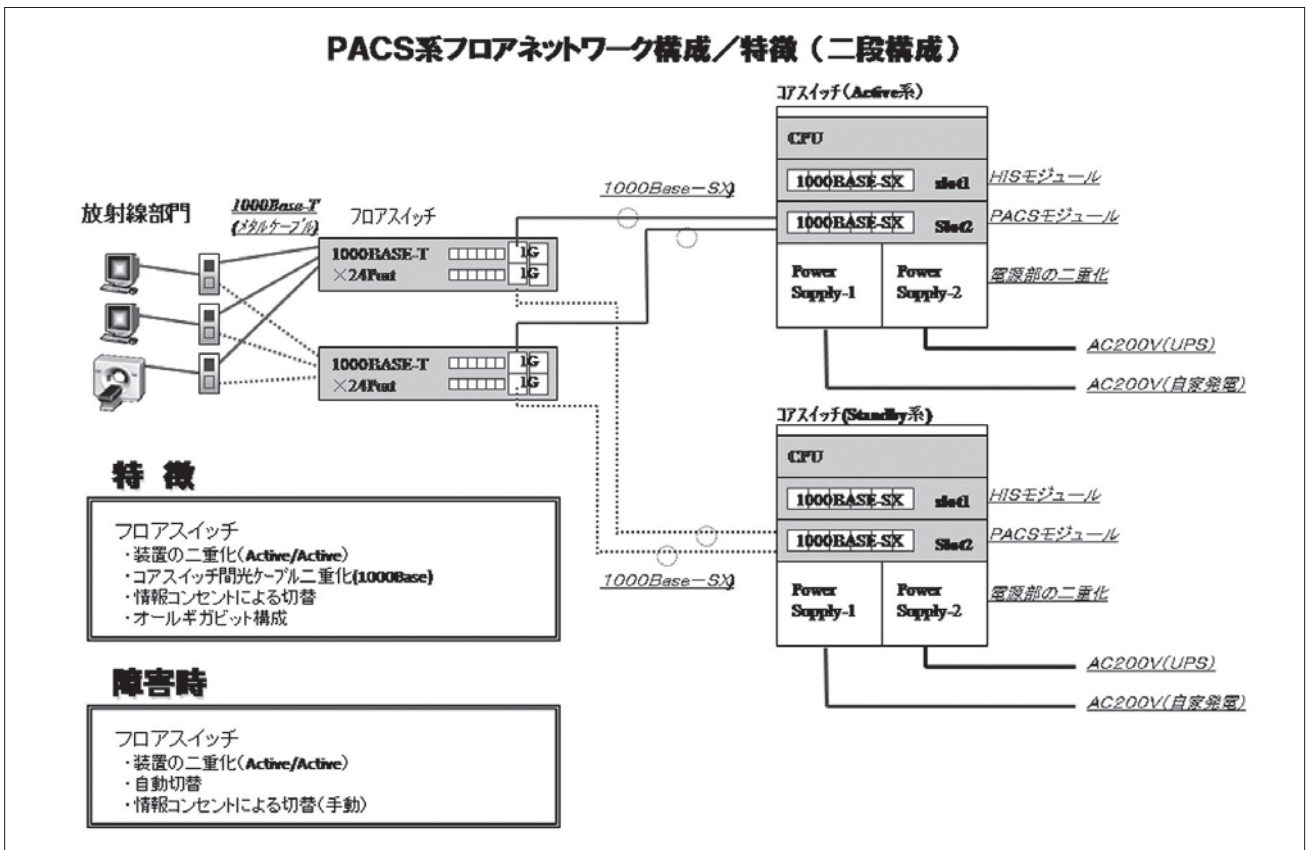 PACS系フロアネットワーク構成／特徴（二段構成）
コアスイッチ(Active系)
CPU
1000BASE-SX slot1
HISモジュール
1000BASE-SX Slot2
PACSモジュール
Power Supply-1
Power Supply-2
電源部の二重化
AC200V(UPS)
AC200V(自家発電)
1000Base－SX
放射線部門
1000Base-T
(メタルケーブル)
フロアスイッチ
1000BASE-T
×24Port
1G
1G
1000BASE-T
×24Port
1G
1G
コアスイッチ(Standby系)
CPU
1000BASE-SX slot1
HISモジュール
1000BASE-SX Slot2
PACSモジュール
Power Supply-1
Power Supply-2
電源部の二重化
AC200V(UPS)
AC200V(自家発電)
1000Base－SX
特 徴
フロアスイッチ
・装置の二重化(Active/Active)
・コアスイッチ間光ケーブル二重化(1000Base)
・情報コンセントによる切替
・オールギガビット構成
障害時
フロアスイッチ
・装置の二重化(Active/Active)
・自動切替
・情報コンセントによる切替(手動)